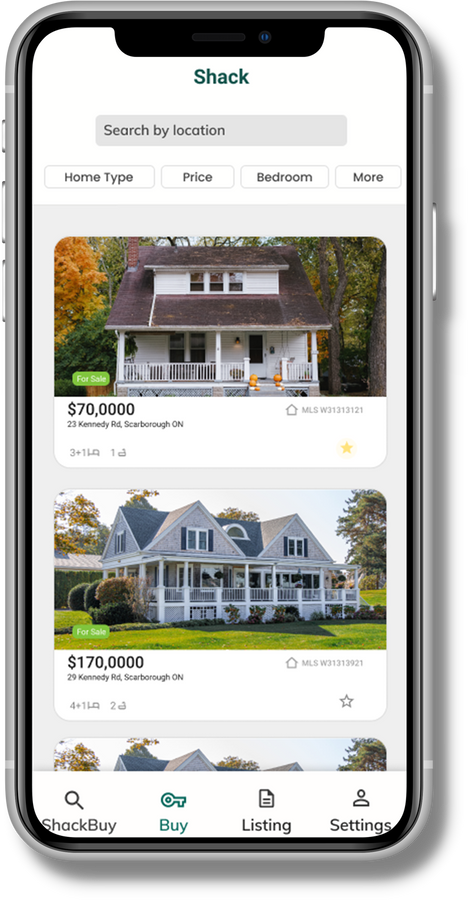 Shack
Search by location
Home Type Price Bedroom More
For Sale
$70,0000 MLS W31313121
23 Kennedy Rd, Scarborough ON
3+1 1
For Sale
$170,0000 MLS W31313921
29 Kennedy Rd, Scarborough ON
4+1 2
ShackBuy Buy Listing Settings